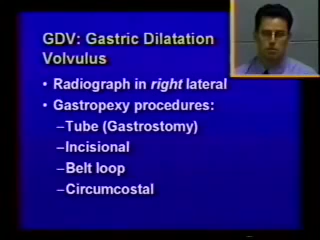 GDV: Gastric Dilatation
Volvulus
• Radiograph in right lateral
• Gastropexy procedures:
–Tube (Gastrostomy)
–Incisional
–Belt loop
–Circumcostal